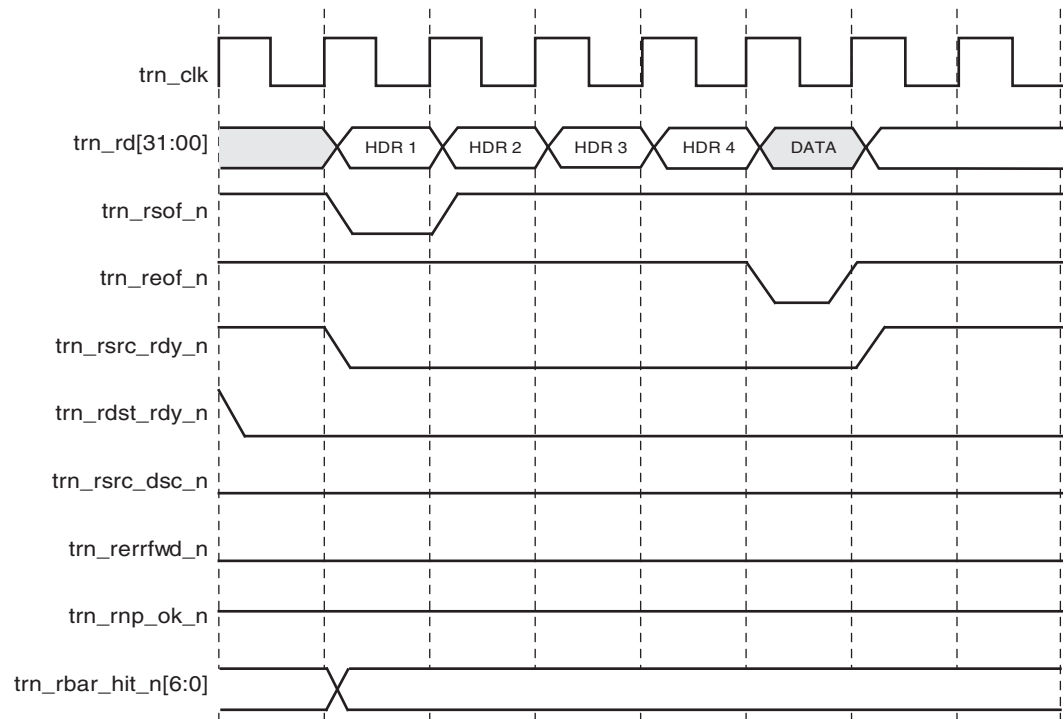 trn_clk
trn_rd[31:00]
HDR 1 HDR 2 HDR 3 HDR 4 DATA
trn_rsof_n
trn_reof_n
trn_rsrc_rdy_n
trn_rdst_rdy_n
trn_rsrc_dsc_n
trn_rerrfwd_n
trn_rnp_ok_n
trn_rbar_hit_n[6:0]